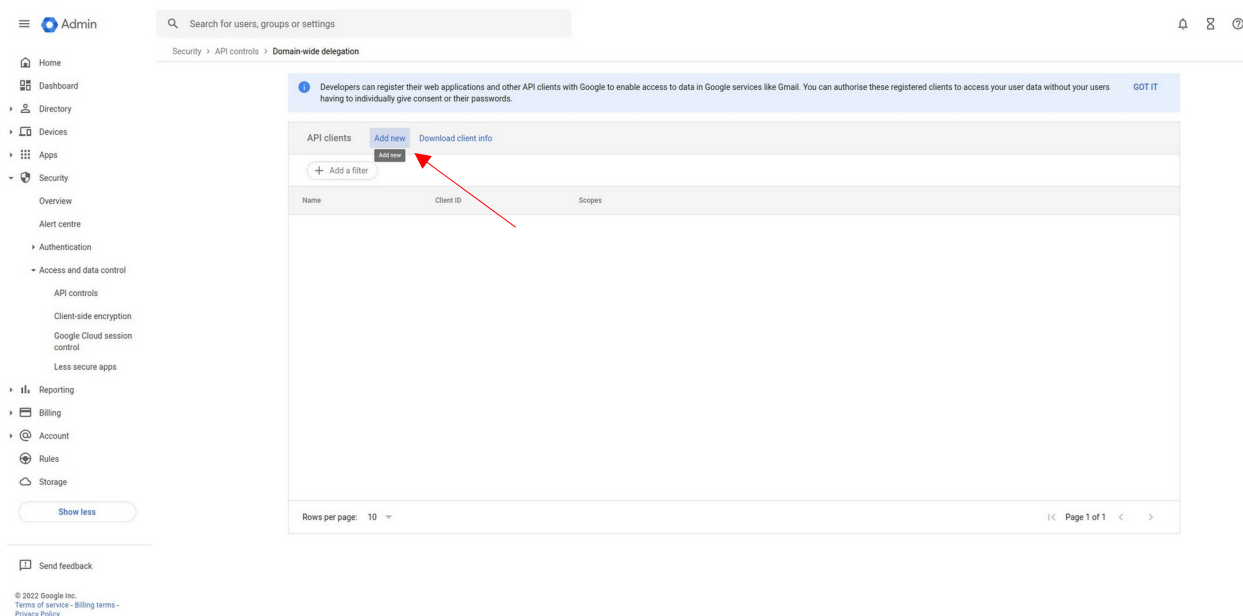 Admin
Search for users, groups or settings
Security > API controls > Domain-wide delegation
Home
Dashboard
Directory
Devices
Apps
Security
Overview
Alert centre
Authentication
Access and data control
API controls
Client-side encryption
Google Cloud session
control
Less secure apps
Reporting
Billing
Account
Rules
Storage
Show less
Send feedback
© 2022 Google Inc.
Terms of service - Billing terms -
Privacy Policy
Developers can register their web applications and other API clients with Google to enable access to data in Google services like Gmail. You can authorise these registered clients to access your user data without your users
having to individually give consent or their passwords.
GOT IT
API clients Add new Download client info
Add new
+ Add a filter
Name Client ID Scopes
Rows per page: 10 Page 1 of 1